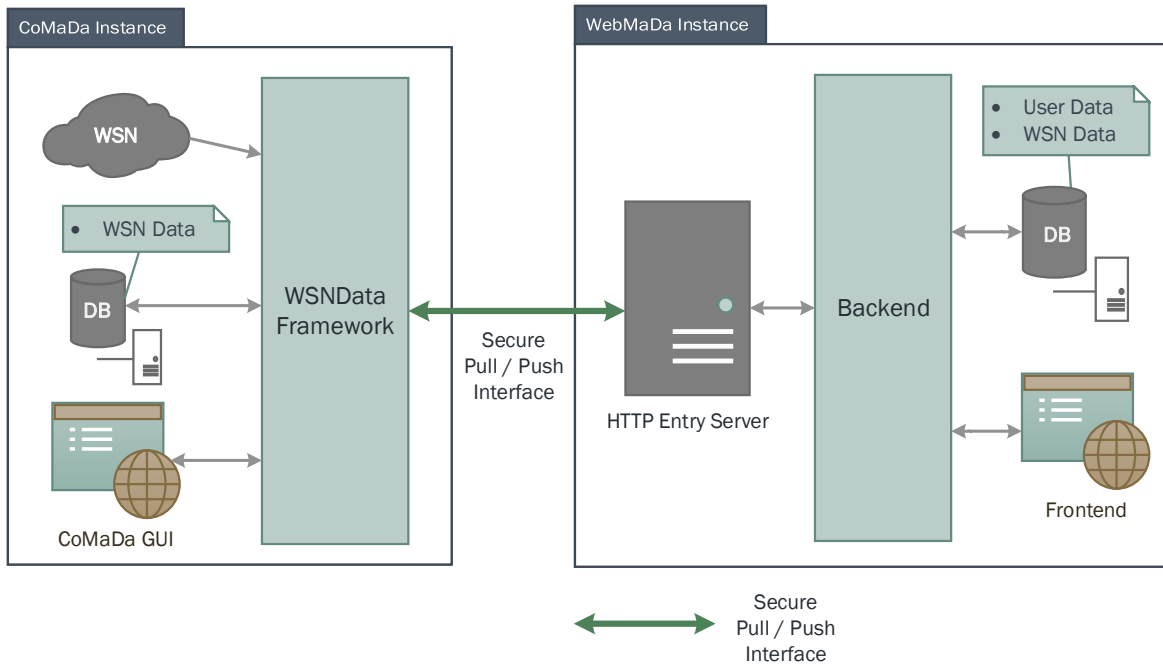 CoMaDa Instance
WSN
• WSN Data
DB
CoMaDa GUI
WSNData
Framework
Secure
Pull / Push
Interface
WebMaDa Instance
HTTP Entry Server
Backend
• User Data
• WSN Data
DB
Frontend
Secure
Pull / Push
Interface